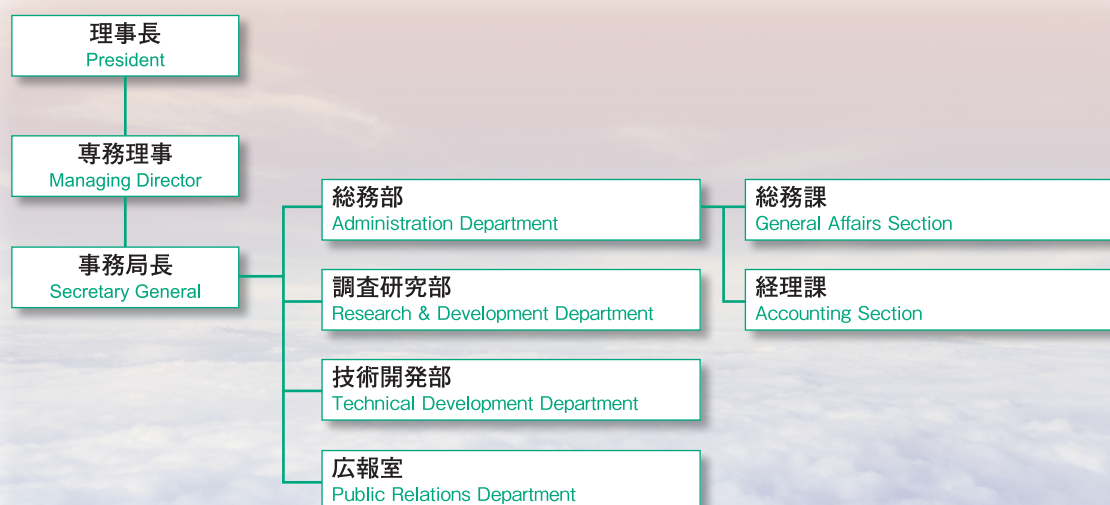 理事長
President
専務理事
Managing Director
事務局長
Secretary General
総務部
Administration Department
調査研究部
Research & Development Department
技術開発部
Technical Development Department
広報室
Public Relations Department
総務課
General Affairs Section
経理課
Accounting Section